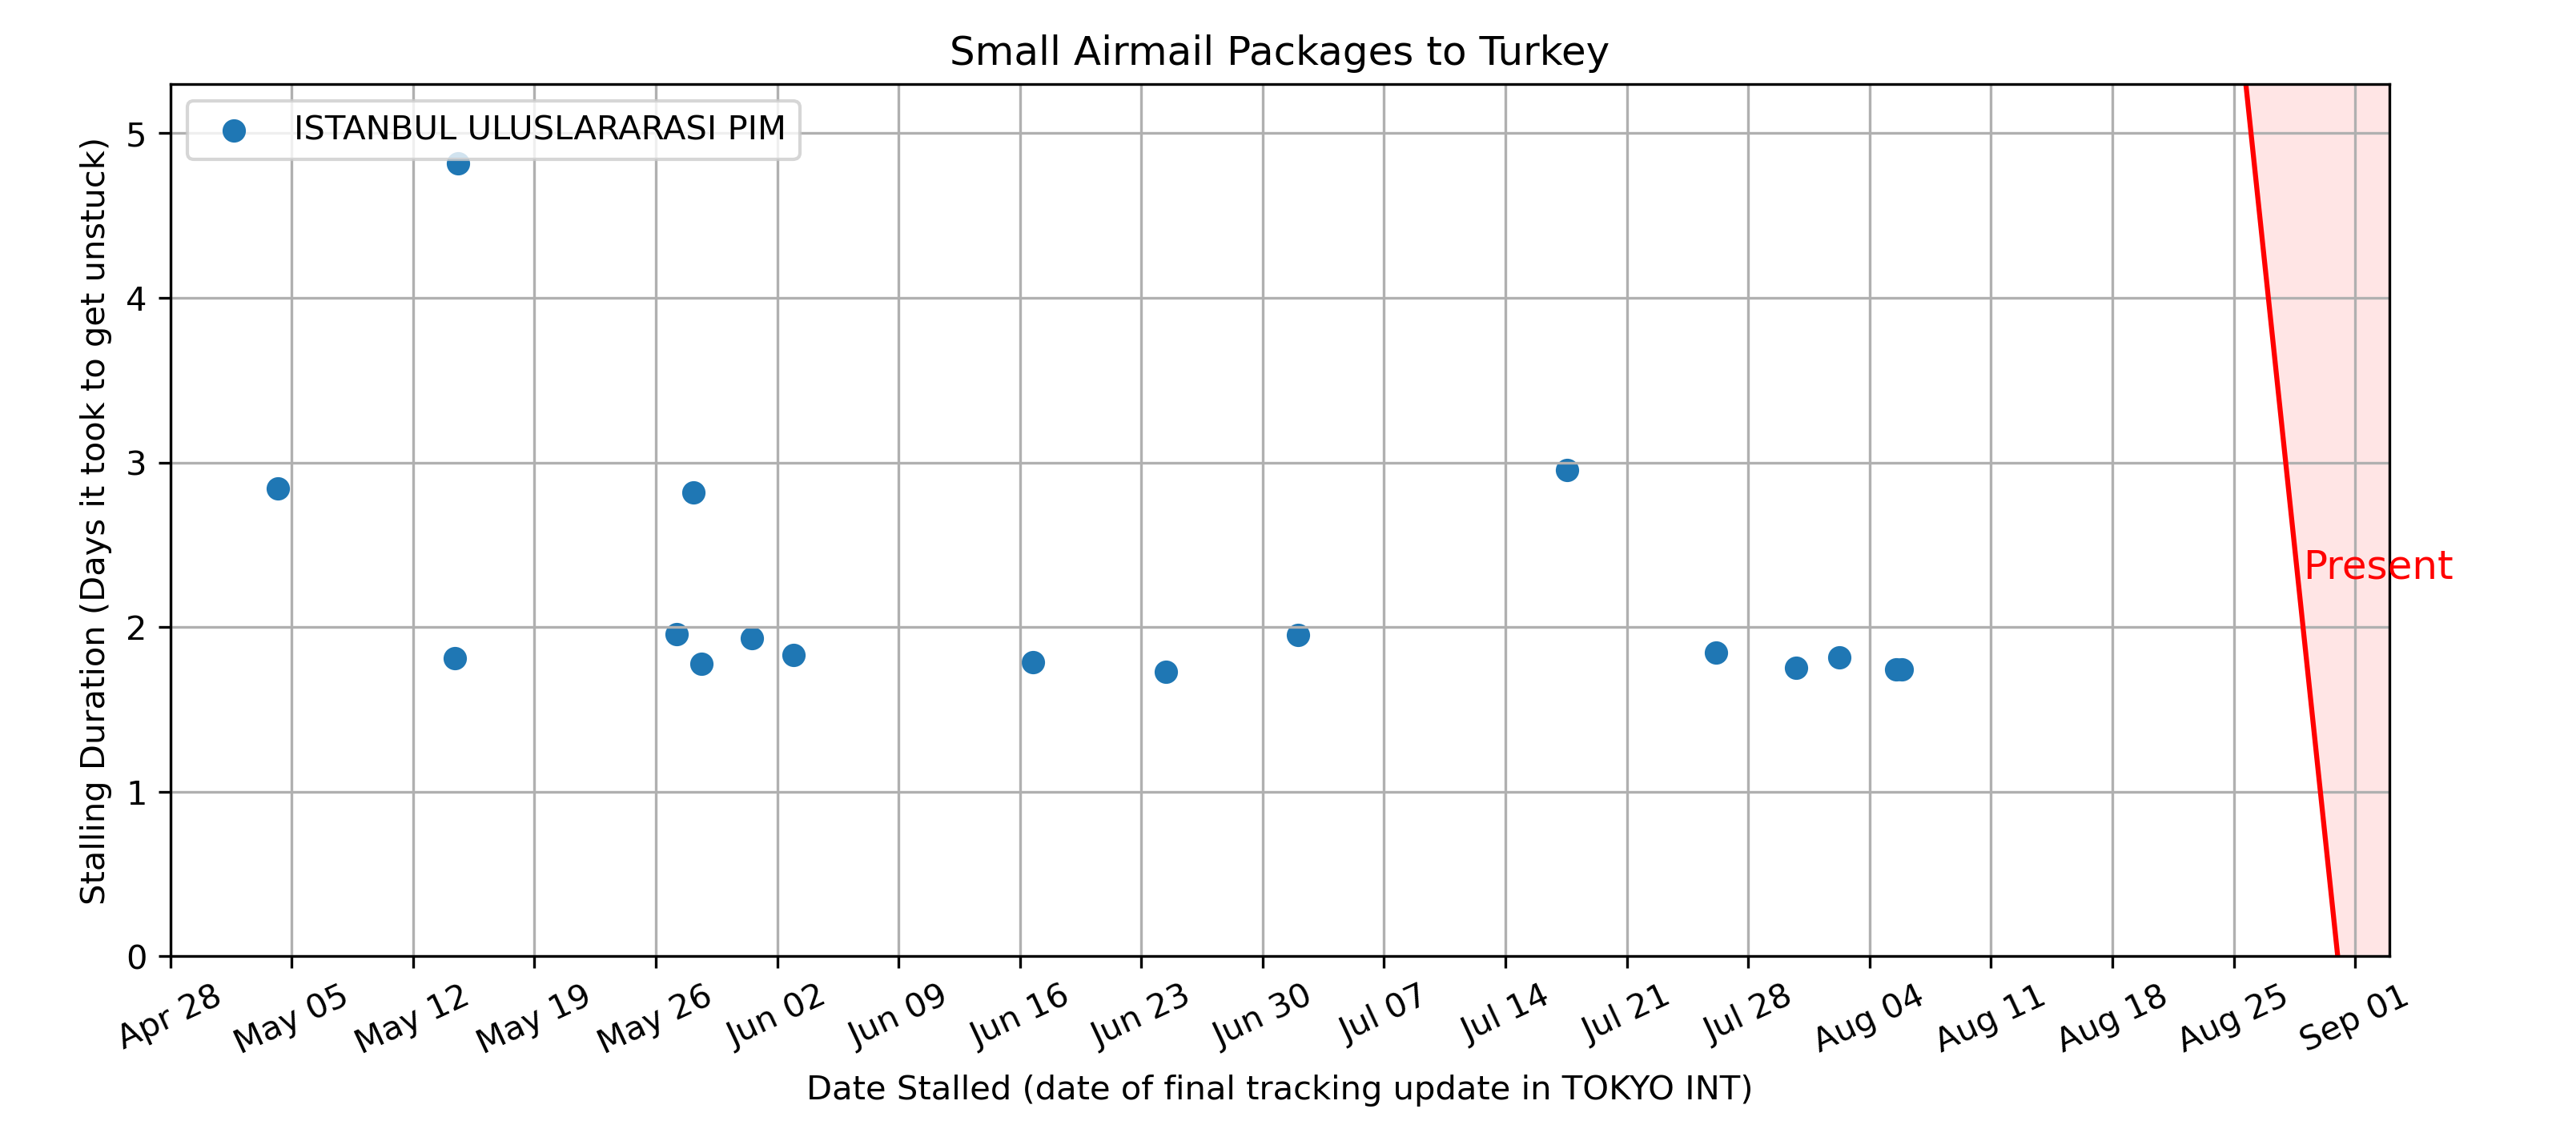 Small Airmail Packages to Turkey
ISTANBUL ULUSLARARASI PIM
Stalling Duration (Days it took to get unstuck)
5
4
3
2
1
0
Present
Apr 28
May 05
May 12
May 19
May 26
Jun 02
Jun 09
Jun 16
Jun 23
Jun 30
Jul 07
Jul 14
Jul 21
Jul 28
Aug 04
Aug 11
Aug 18
Aug 25
Sep 01
Date Stalled (date of final tracking update in TOKYO INT)